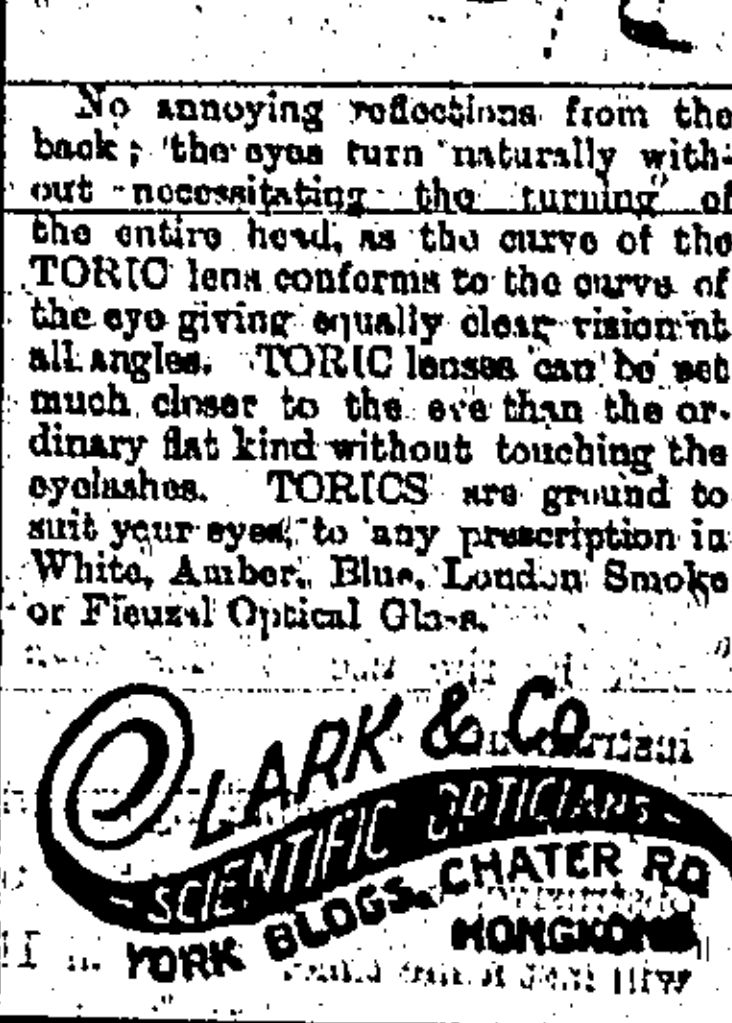 No annoying reflections from the
back; the eyes turn naturally with-
out necessitating the turning of
the entire head, as the curve of the
TORIC lens conforms to the curve of
the eye giving equally clear vision at
all angles. TORIC lenses can be set
much closer to the eye than the or-
dinary flat kind without touching the
eyelashes. TORICS are ground to
suit your eyes, to any prescription in
White, Amber, Blue, London Smoke
or Fieuzal Optical Glass.
CLARK & Co
- SCIENTIFIC OPTICIANS -
YORK BLDGS. CHATER RD
HONGKONG